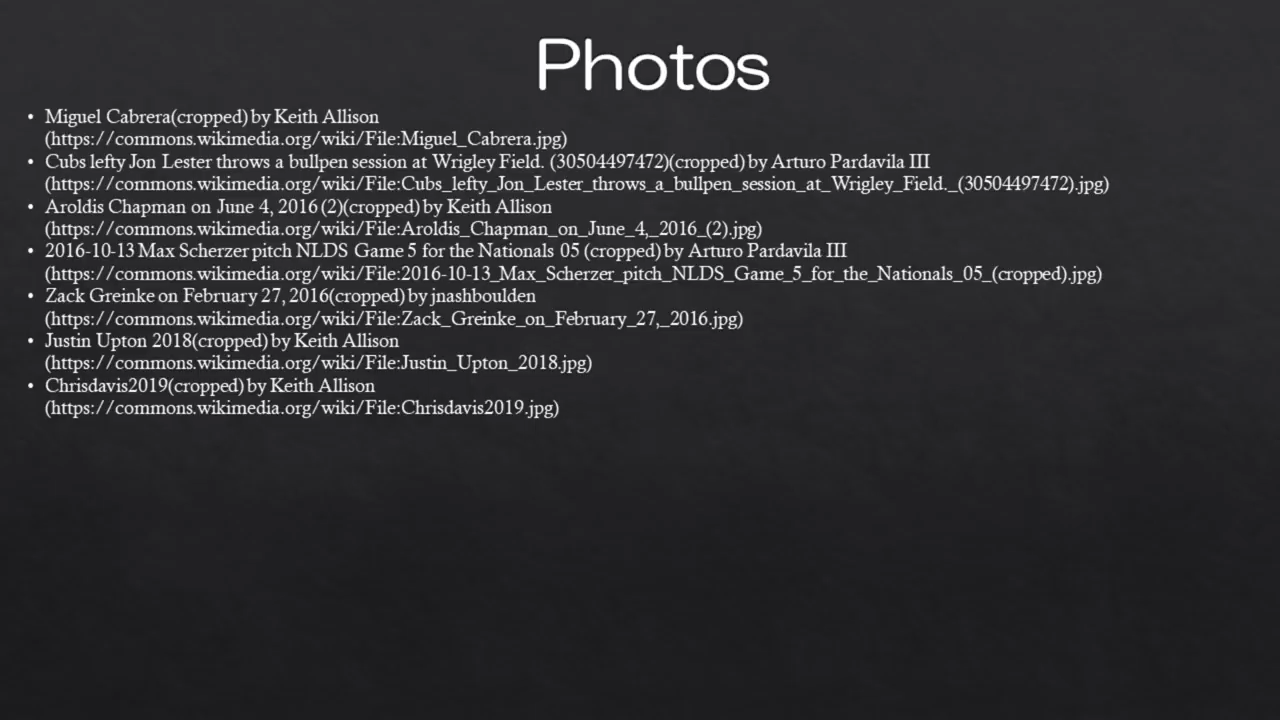 Photos
• Miguel Cabrera(cropped) by Keith Allison
(https://commons.wikimedia.org/wiki/File:Miguel_Cabrera.jpg)
• Cubs lefty Jon Lester throws a bullpen session at Wrigley Field. (30504497472)(cropped) by Arturo Pardavila III
(https://commons.wikimedia.org/wiki/File:Cubs_lefty_Jon_Lester_throws_a_bullpen_session_at_Wrigley_Field._(30504497472).jpg)
• Aroldis Chapman on June 4, 2016 (2)(cropped) by Keith Allison
(https://commons.wikimedia.org/wiki/File:Aroldis_Chapman_on_June_4,_2016_(2).jpg)
• 2016-10-13 Max Scherzer pitch NLDS Game 5 for the Nationals 05 (cropped) by Arturo Pardavila III
(https://commons.wikimedia.org/wiki/File:2016-10-13_Max_Scherzer_pitch_NLDS_Game_5_for_the_Nationals_05_(cropped).jpg)
• Zack Greinke on February 27, 2016(cropped) by jnashboulden
(https://commons.wikimedia.org/wiki/File:Zack_Greinke_on_February_27,_2016.jpg)
• Justin Upton 2018(cropped) by Keith Allison
(https://commons.wikimedia.org/wiki/File:Justin_Upton_2018.jpg)
• Chrisdavis2019(cropped) by Keith Allison
(https://commons.wikimedia.org/wiki/File:Chrisdavis2019.jpg)